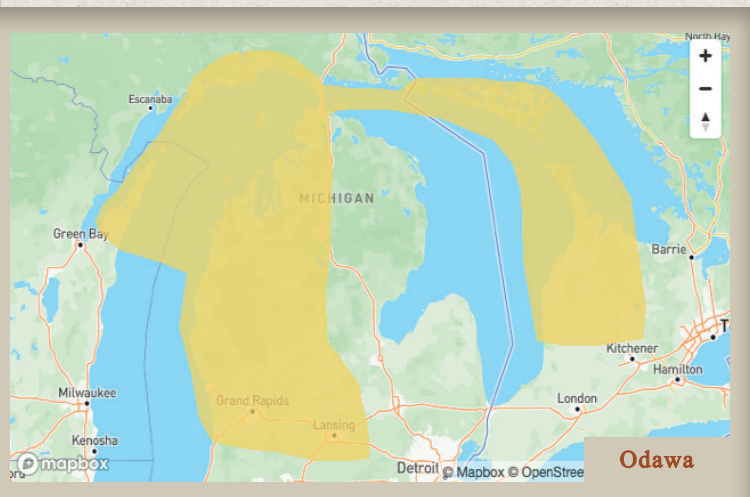 North Bay
+
−
Escanaba
MICHIGAN
Green Bay
Barrie
Kitchener
Hamilton
Milwaukee
Grand Rapids
London
Lansing
Kenosha
Odawa
mapbox
Detroit
© Mapbox © OpenStree